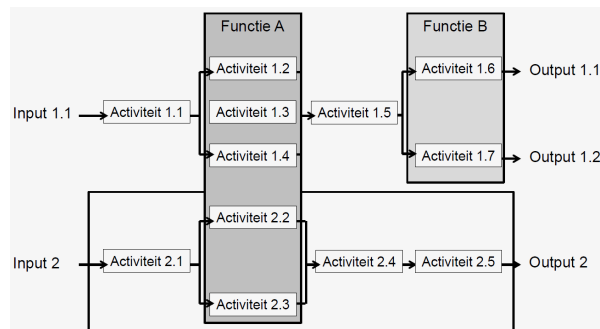 Functie A
Functie B
Activiteit 1.2
Activiteit 1.6
Output 1.1
Input 1.1
Activiteit 1.1
Activiteit 1.3
Activiteit 1.5
Activiteit 1.4
Activiteit 1.7
Output 1.2
Activiteit 2.2
Input 2
Activiteit 2.1
Activiteit 2.4
Activiteit 2.5
Output 2
Activiteit 2.3